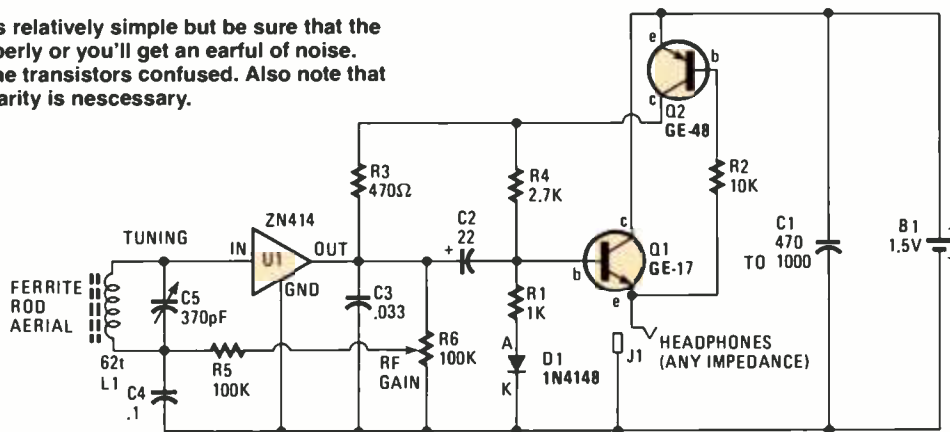 s relatively simple but be sure that the
perly or you'll get an earful of noise.
ne transistors confused. Also note that
arity is nescessary.
e
b
c
Q2
GE-48
R3
470Ω
R4
2.7K
R2
10K
C2
22
+
ZN414
TUNING
IN
U1
OUT
GND
c
b
e
Q1
GE-17
C1
470
TO 1000
B1
1.5V
FERRITE
ROD
AERIAL
C5
370pF
C3
.033
R1
1K
62t
L1
R5
100K
RF
GAIN
R6
100K
A
K
D1
1N4148
J1
HEADPHONES
(ANY IMPEDANCE)
C4
.1